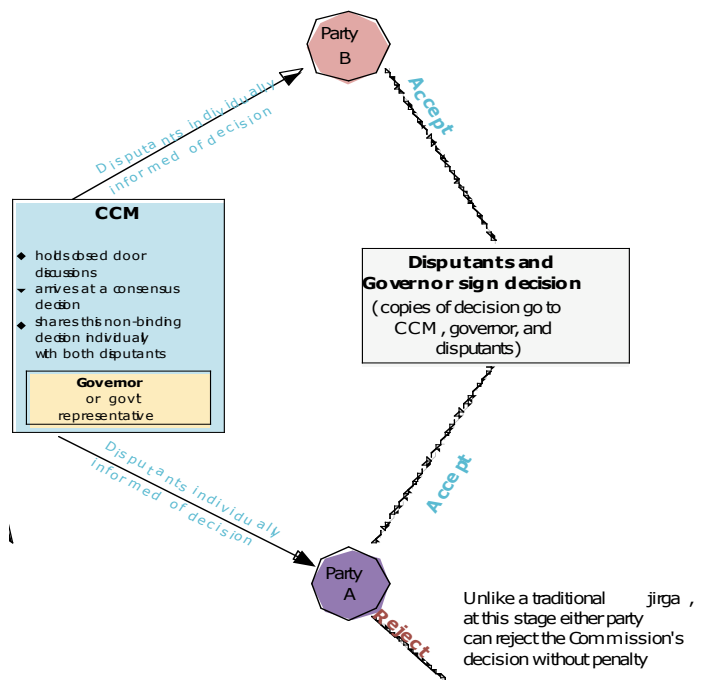 Party
B
Accept
Disputants individually
informed of decision
CCM
holds closed door
discussions
arrives at a consensus
decision
shares this non-binding
decision individually
with both disputants
Governor
or govt
representative
Disputants and
Governor sign decision
(copies of decision go to
CCM, governor, and
disputants)
Disputants individually
informed of decision
Accept
Party
A
Reject
Unlike a traditional jirga ,
at this stage either party
can reject the Commission's
decision without penalty